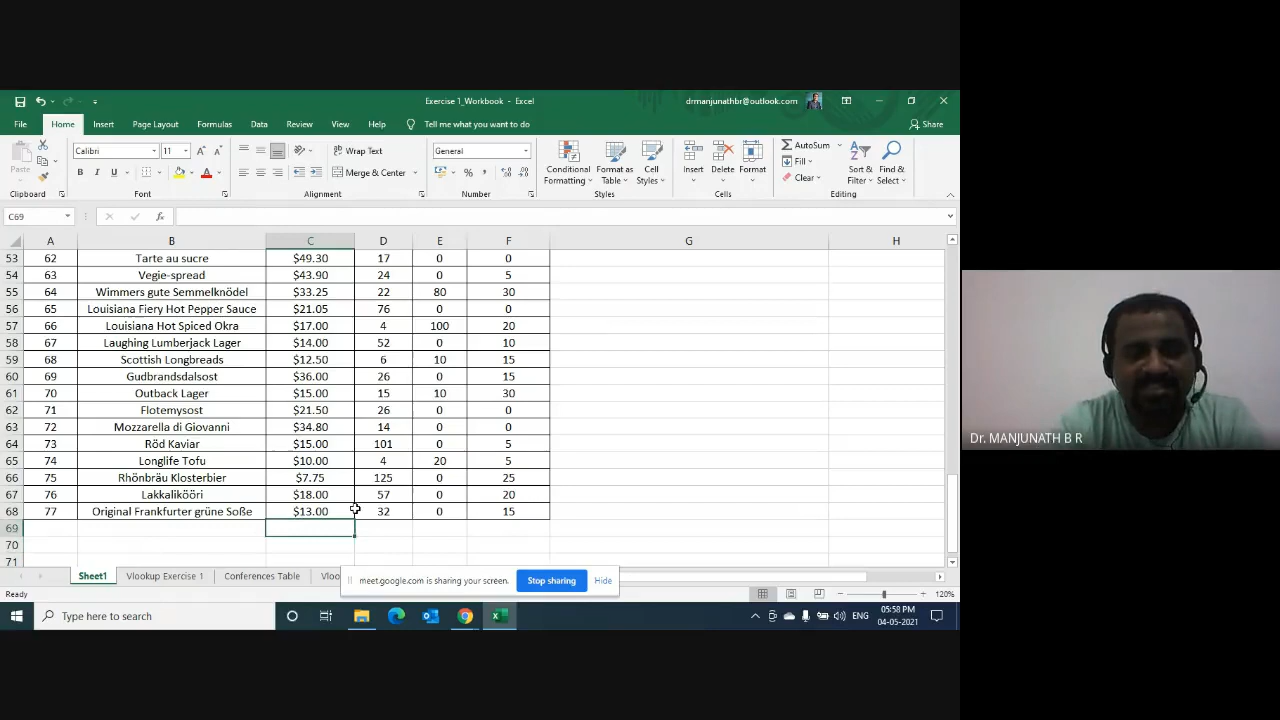 Exercise 1_Workbook - Excel
drmanjunathbr@outlook.com
File Home Insert Page Layout Formulas Data Review View Help Tell me what you want to do Share
Paste
Clipboard
Calibri 11
B I U
Font
Wrap Text
Merge & Center
Alignment
General
Number
Conditional Formatting
Format as Table
Cell Styles
Styles
Insert Delete Format
Cells
AutoSum
Fill
Clear
Sort & Filter
Find & Select
Editing
C69 fx
A B C D E F G H
53 62 Tarte au sucre $49.30 17 0 0
54 63 Vegie-spread $43.90 24 0 5
55 64 Wimmers gute Semmelknödel $33.25 22 80 30
56 65 Louisiana Fiery Hot Pepper Sauce $21.05 76 0 0
57 66 Louisiana Hot Spiced Okra $17.00 4 100 20
58 67 Laughing Lumberjack Lager $14.00 52 0 10
59 68 Scottish Longbreads $12.50 6 10 15
60 69 Gudbrandsdalsost $36.00 26 0 15
61 70 Outback Lager $15.00 15 10 30
62 71 Flotemysost $21.50 26 0 0
63 72 Mozzarella di Giovanni $34.80 14 0 0
64 73 Röd Kaviar $15.00 101 0 5
65 74 Longlife Tofu $10.00 4 20 5
66 75 Rhönbräu Klosterbier $7.75 125 0 25
67 76 Lakkalikööri $18.00 57 0 20
68 77 Original Frankfurter grüne Soße $13.00 32 0 15
69
70
71
Sheet1 Vlookup Exercise 1 Conferences Table Vloo
meet.google.com is sharing your screen. Stop sharing Hide
Ready 120%
Type here to search
ENG
05:58 PM
04-05-2021
Dr. MANJUNATH B R